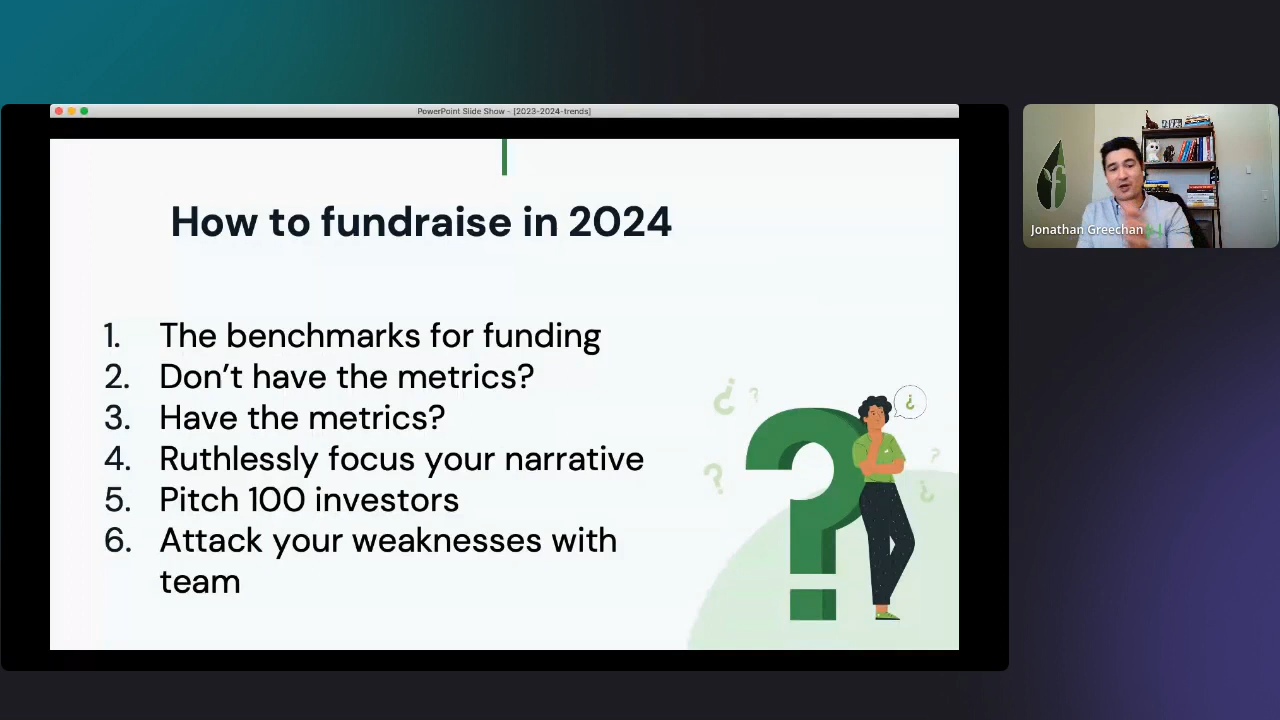 PowerPoint Slide Show - [2023-2024-trends]
How to fundraise in 2024
1. The benchmarks for funding
2. Don’t have the metrics?
3. Have the metrics?
4. Ruthlessly focus your narrative
5. Pitch 100 investors
6. Attack your weaknesses with
team
Jonathan Greechan